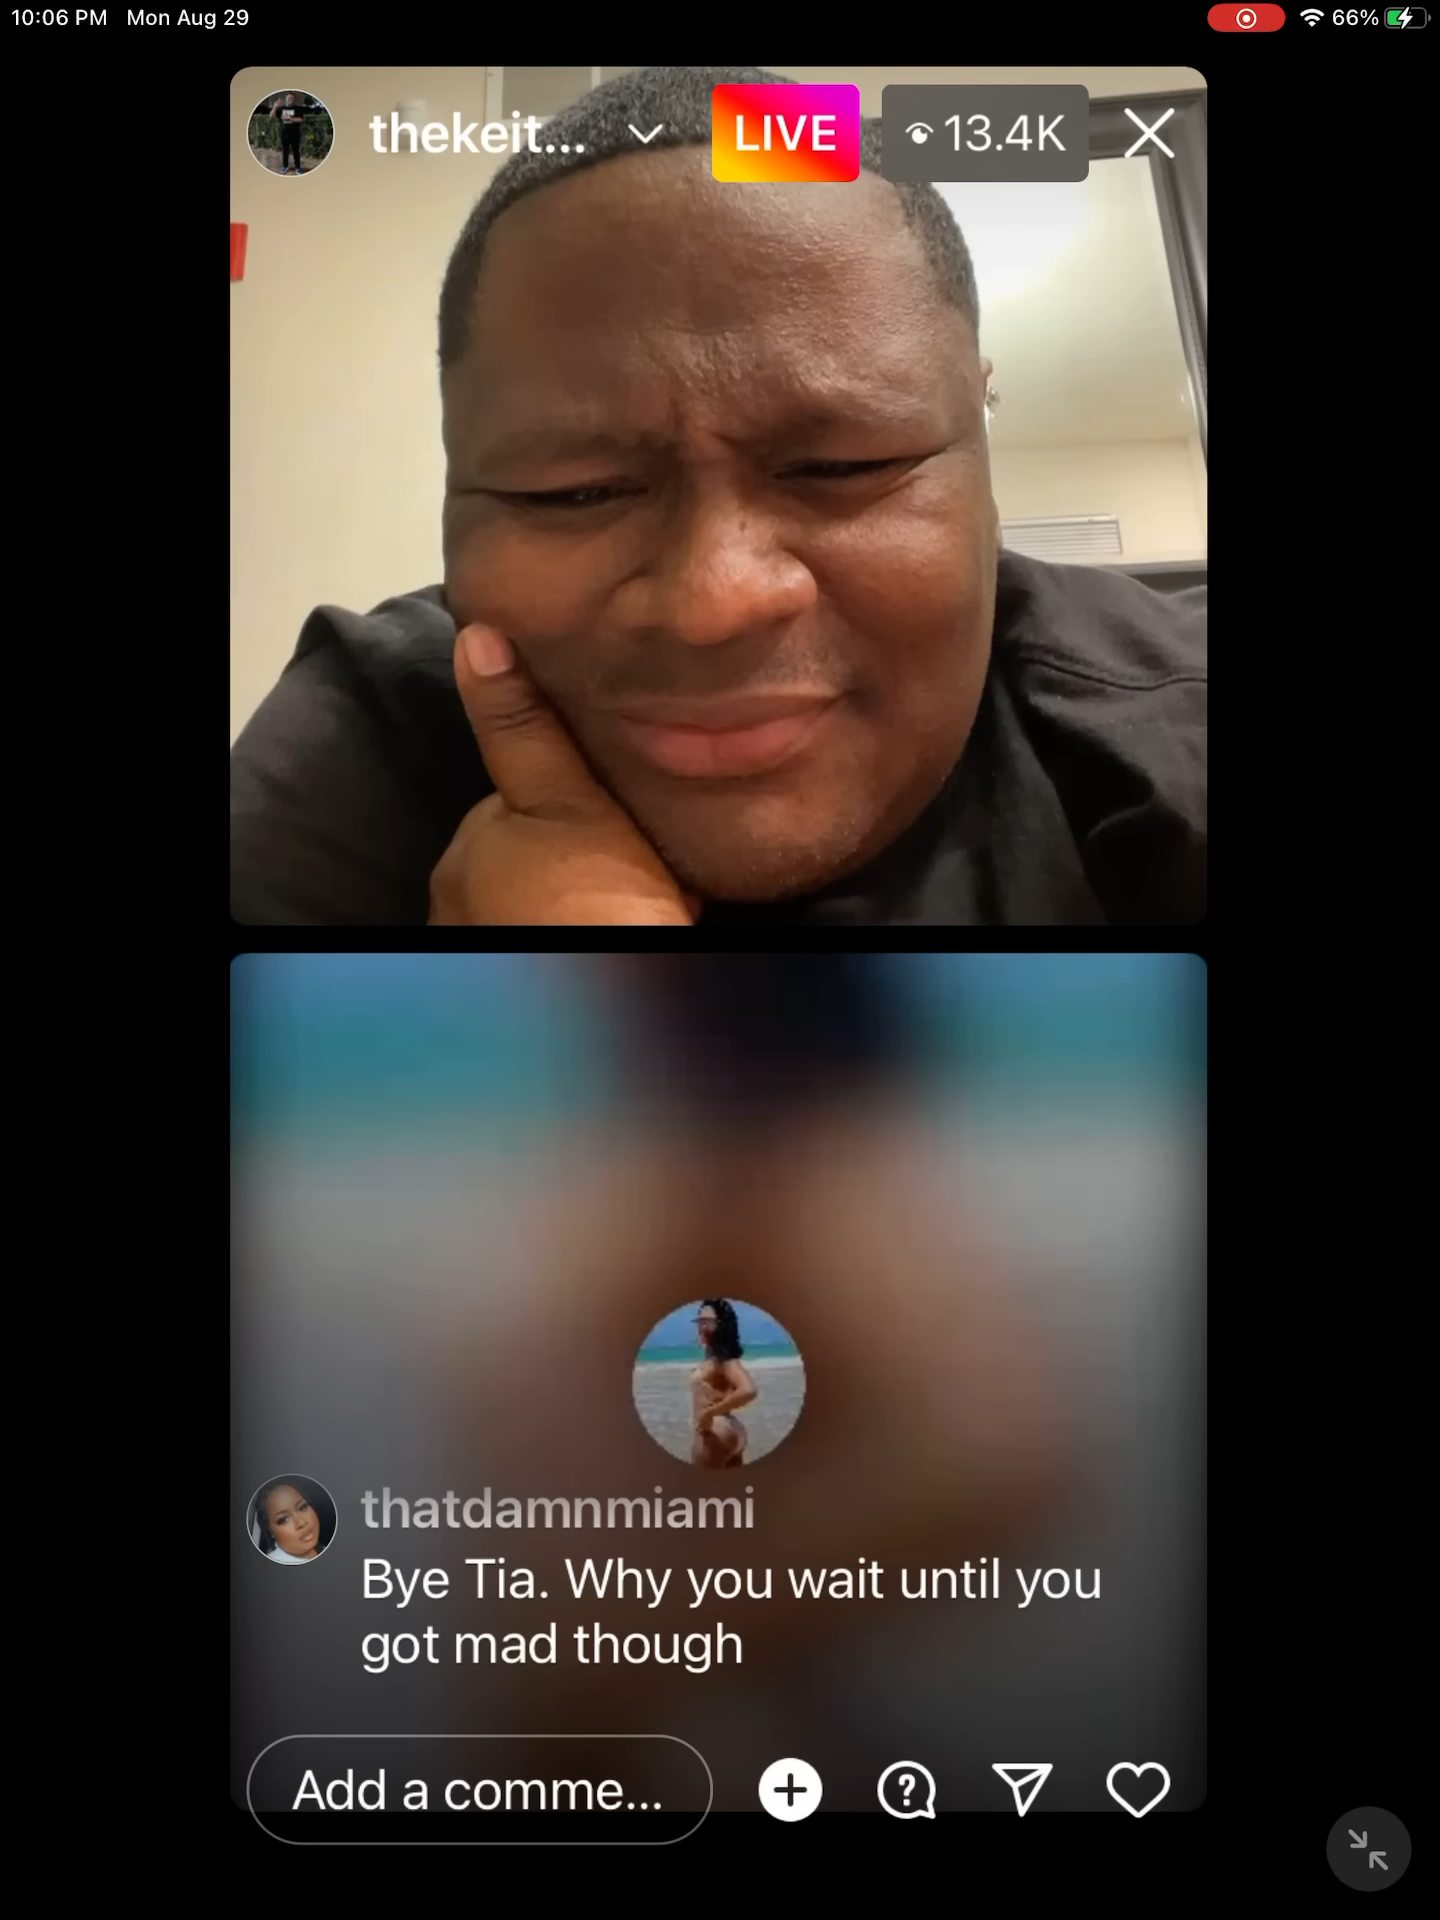 10:06 PM Mon Aug 29
66%
thekeit...
LIVE
13.4K
thatdamnmiami
Bye Tia. Why you wait until you
got mad though
Add a comme...